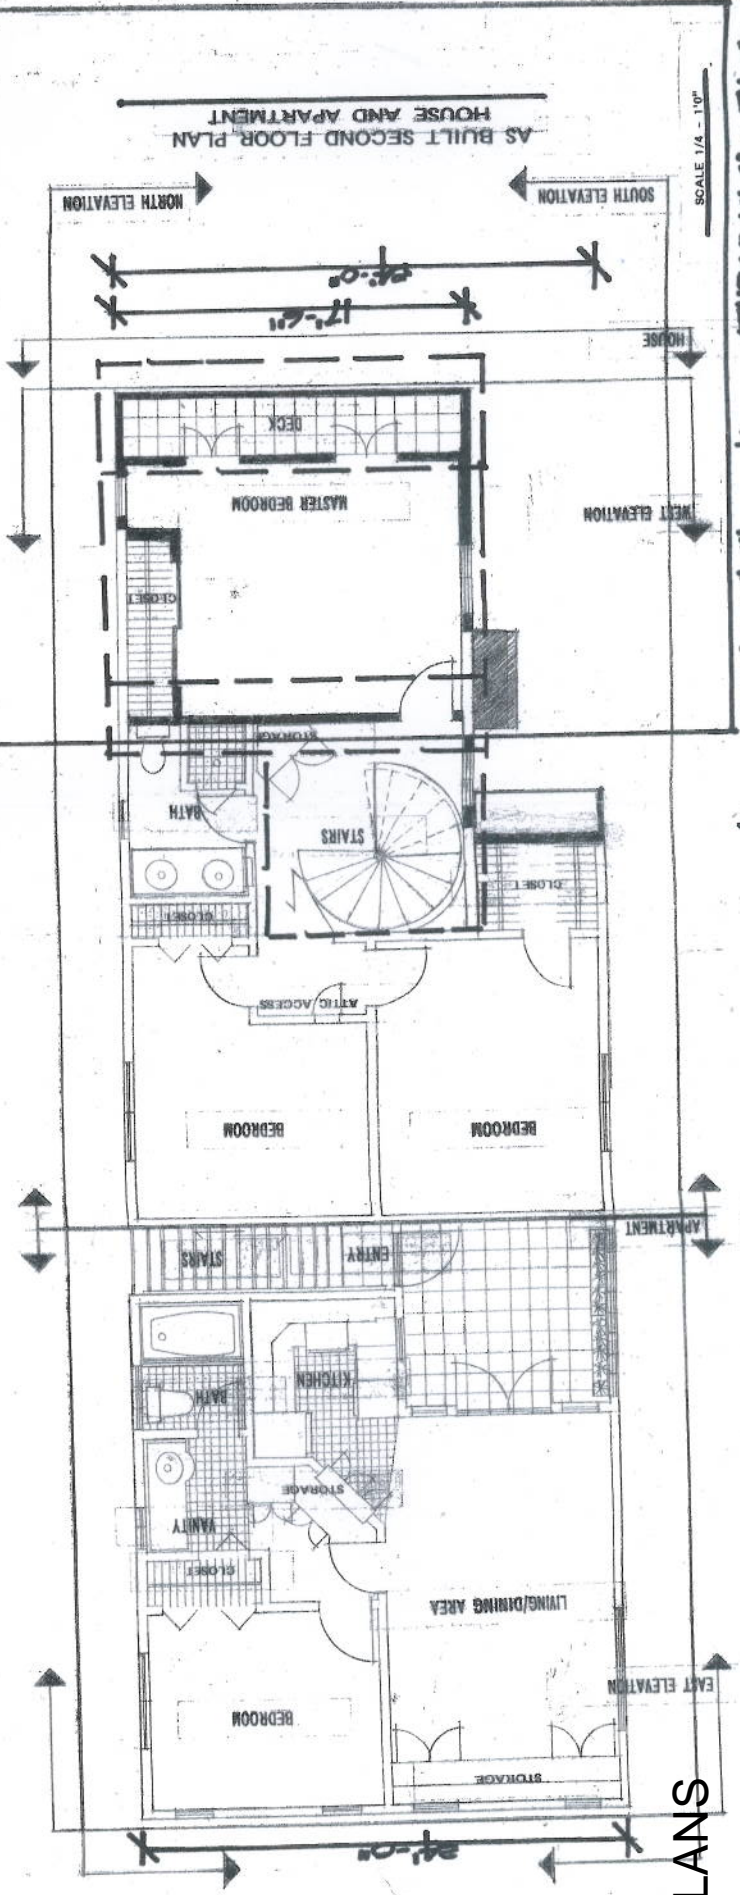 AS BUILT SECOND FLOOR PLAN
HOUSE AND APARTMENT
SCALE 1/4 - 1'0"
NORTH ELEVATION
SOUTH ELEVATION
24'-0"
17'-6"
HOUSE
DECK
MASTER BEDROOM
WEST ELEVATION
CLOSET
STORAGE
BATH
STAIRS
CLOSET
CLOSET
ATTIC ACCESS
BEDROOM
BEDROOM
APARTMENT
STAIRS
ENTRY
KITCHEN
BATH
STORAGE
VANITY
CLOSET
LIVING/DINING AREA
EAST ELEVATION
BEDROOM
STORAGE
24'-0"
LANS